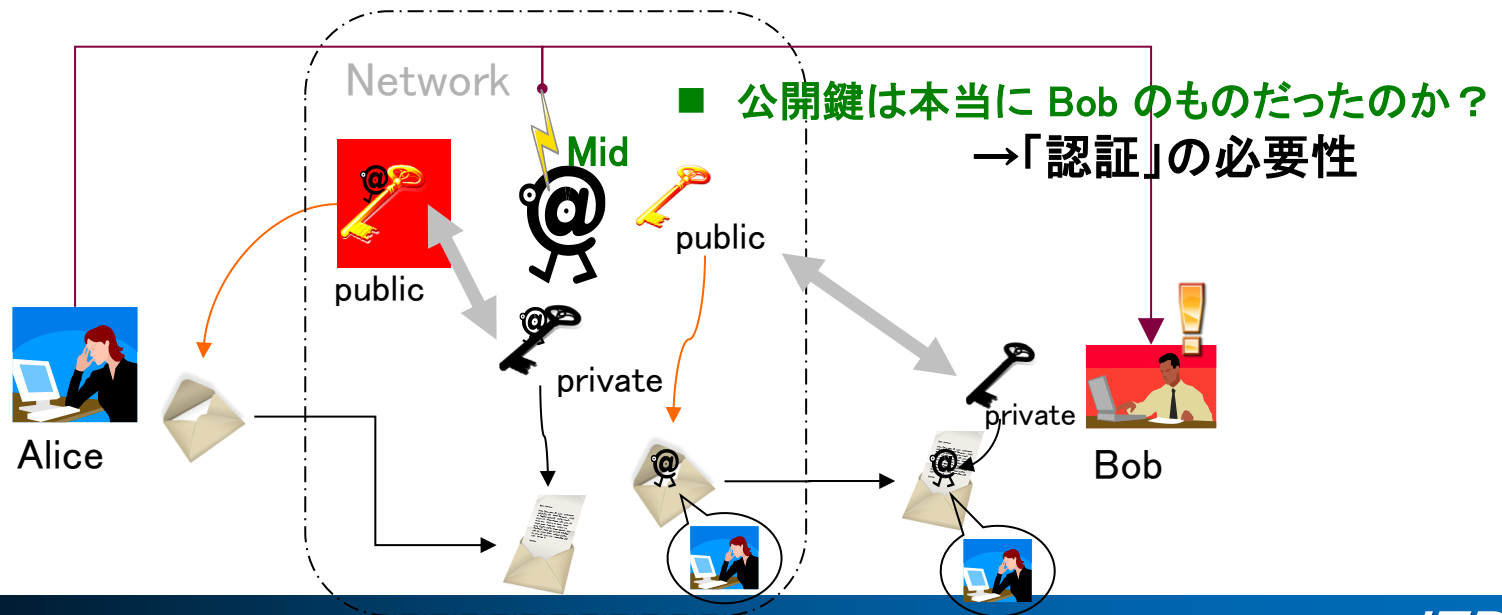 Network
■ 公開鍵は本当に Bob のものだったのか？
→「認証」の必要性
Mid
public
public
private
private
Alice
Bob